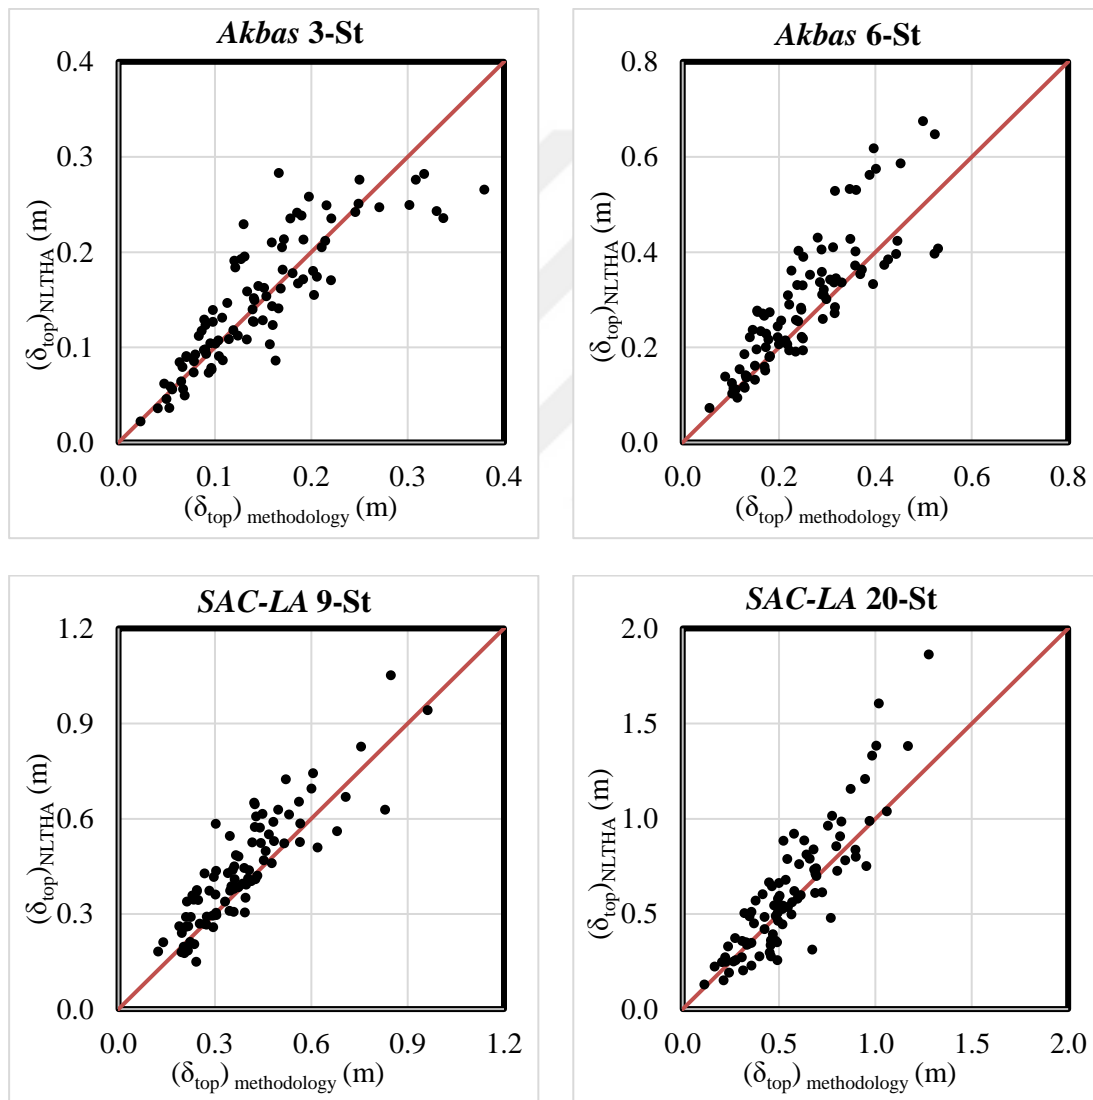 Akbas 3-St
0.4
0.3
0.2
0.1
0.0
(δtop)NLTHA (m)
0.0 0.1 0.2 0.3 0.4
(δtop) methodology (m)
Akbas 6-St
0.8
0.6
0.4
0.2
0.0
(δtop)NLTHA (m)
0.0 0.2 0.4 0.6 0.8
(δtop) methodology (m)
SAC-LA 9-St
1.2
0.9
0.6
0.3
0.0
(δtop)NLTHA (m)
0.0 0.3 0.6 0.9 1.2
(δtop) methodology (m)
SAC-LA 20-St
2.0
1.5
1.0
0.5
0.0
(δtop)NLTHA (m)
0.0 0.5 1.0 1.5 2.0
(δtop) methodology (m)